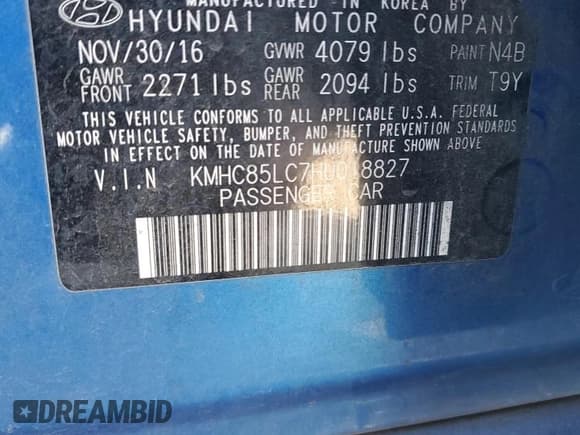 MANUFACTURED IN KOREA BY
HYUNDAI MOTOR COMPANY
NOV/30/16 GVWR 4079 lbs PAINT N4B
GAWR FRONT 2271 lbs GAWR REAR 2094 lbs TRIM T9Y
THIS VEHICLE CONFORMS TO ALL APPLICABLE U.S.A. FEDERAL
MOTOR VEHICLE SAFETY, BUMPER, AND THEFT PREVENTION STANDARDS
IN EFFECT ON THE DATE OF MANUFACTURE SHOWN ABOVE.
V.I.N KMHC85LC7HU018827
PASSENGER CAR
DREAMBID